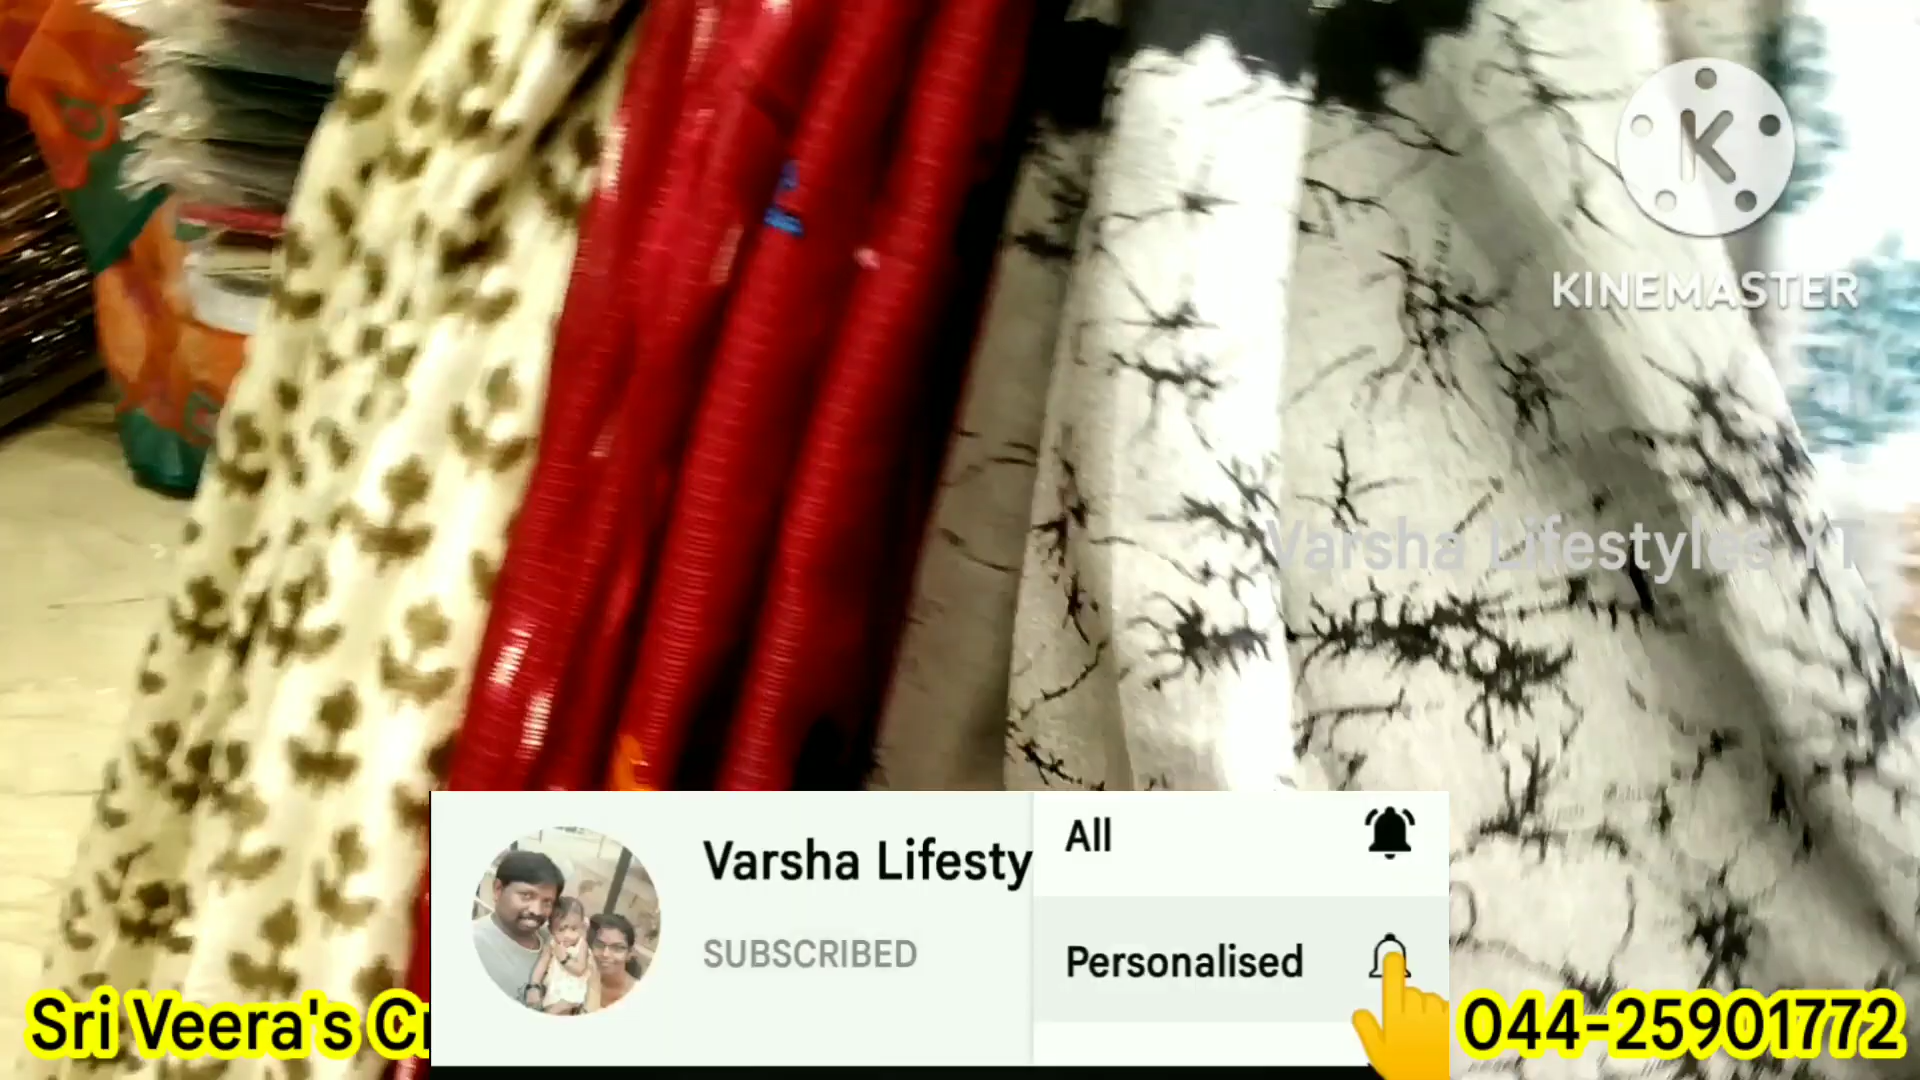 K
KINEMASTER
Varsha Lifestyles YT
Varsha Lifesty
SUBSCRIBED
All
Personalised
Sri Veera's
044-25901772